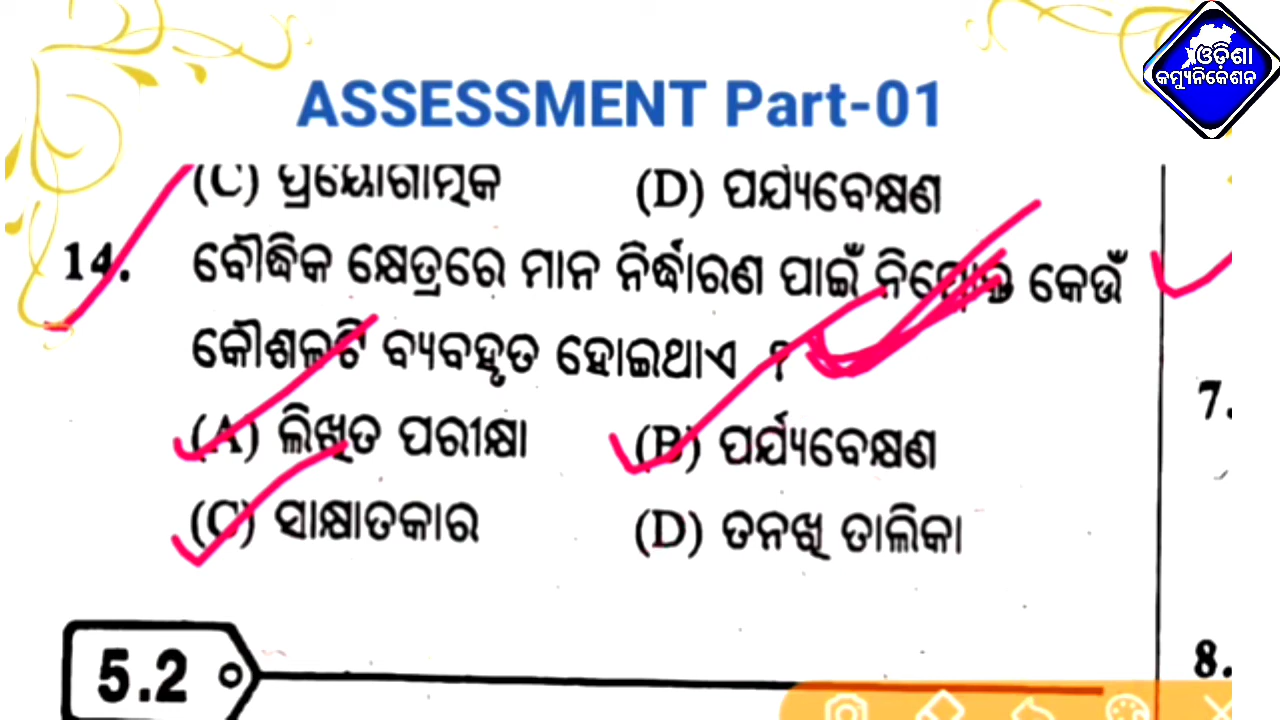 ଓଡ଼ିଶା
କମ୍ୟୁନିକେଶନ
ASSESSMENT Part-01
(C) ପ୍ରୟୋଗାତ୍ମକ (D) ପର୍ଯ୍ୟବେକ୍ଷଣ
14. ବୌଦ୍ଧିକ କ୍ଷେତ୍ରରେ ମାନ ନିର୍ଦ୍ଧାରଣ ପାଇଁ କେଉଁ
କୌଶଳଟି ବ୍ୟବହୃତ ହୋଇଥାଏ ?
(A) ଲିଖିତ ପରୀକ୍ଷା (B) ପର୍ଯ୍ୟବେକ୍ଷଣ
(C) ସାକ୍ଷାତକାର (D) ତନଖି ତାଲିକା
5.2
7.
8.